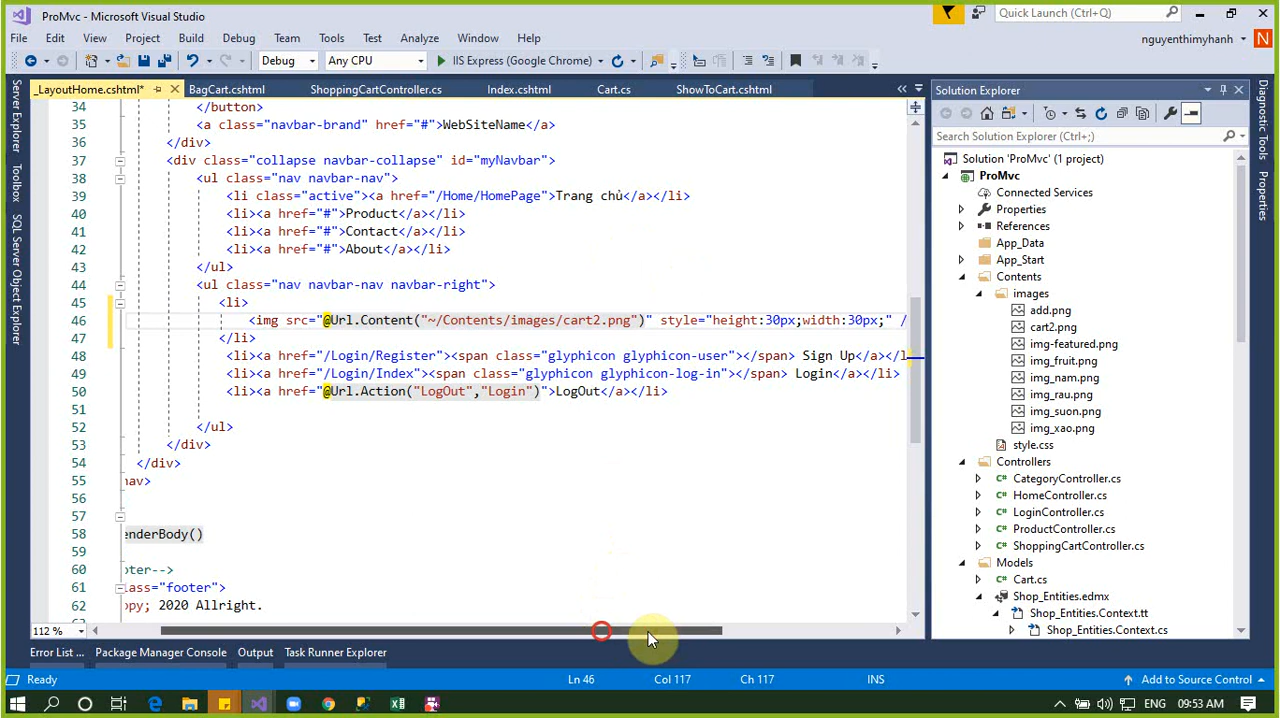 ProMvc - Microsoft Visual Studio
Quick Launch (Ctrl+Q)
File Edit View Project Build Debug Team Tools Test Analyze Window Help
nguyenthimyhanh
N
Debug Any CPU IIS Express (Google Chrome)
_LayoutHome.cshtml* BagCart.cshtml ShoppingCartController.cs Index.cshtml Cart.cs ShowToCart.cshtml
Server Explorer
Toolbox
SQL Server Object Explorer
34 </button>
35 <a class="navbar-brand" href="#">WebSiteName</a>
36 </div>
37 <div class="collapse navbar-collapse" id="myNavbar">
38 <ul class="nav navbar-nav">
39 <li class="active"><a href="/Home/HomePage">Trang chủ</a></li>
40 <li><a href="#">Product</a></li>
41 <li><a href="#">Contact</a></li>
42 <li><a href="#">About</a></li>
43 </ul>
44 <ul class="nav navbar-nav navbar-right">
45 <li>
46 <img src="@Url.Content("~/Contents/images/cart2.png")" style="height:30px;width:30px;" /
47 </li>
48 <li><a href="/Login/Register"><span class="glyphicon glyphicon-user"></span> Sign Up</a></l
49 <li><a href="/Login/Index"><span class="glyphicon glyphicon-log-in"></span> Login</a></li>
50 <li><a href="@Url.Action("LogOut","Login")">LogOut</a></li>
51
52 </ul>
53 </div>
54 </div>
55 nav>
56
57
58 enderBody()
59
60 oter-->
61 lass="footer">
62 opy; 2020 Allright.
112 %
Solution Explorer
Search Solution Explorer (Ctrl+;)
Solution 'ProMvc' (1 project)
ProMvc
Connected Services
Properties
References
App_Data
App_Start
Contents
images
add.png
cart2.png
img-featured.png
img_fruit.png
img_nam.png
img_rau.png
img_suon.png
img_xao.png
style.css
Controllers
CategoryController.cs
HomeController.cs
LoginController.cs
ProductController.cs
ShoppingCartController.cs
Models
Cart.cs
Shop_Entities.edmx
Shop_Entities.Context.tt
Shop_Entities.Context.cs
Diagnostic Tools
Properties
Error List ... Package Manager Console Output Task Runner Explorer
Ready Ln 46 Col 117 Ch 117 INS Add to Source Control
ENG 09:53 AM